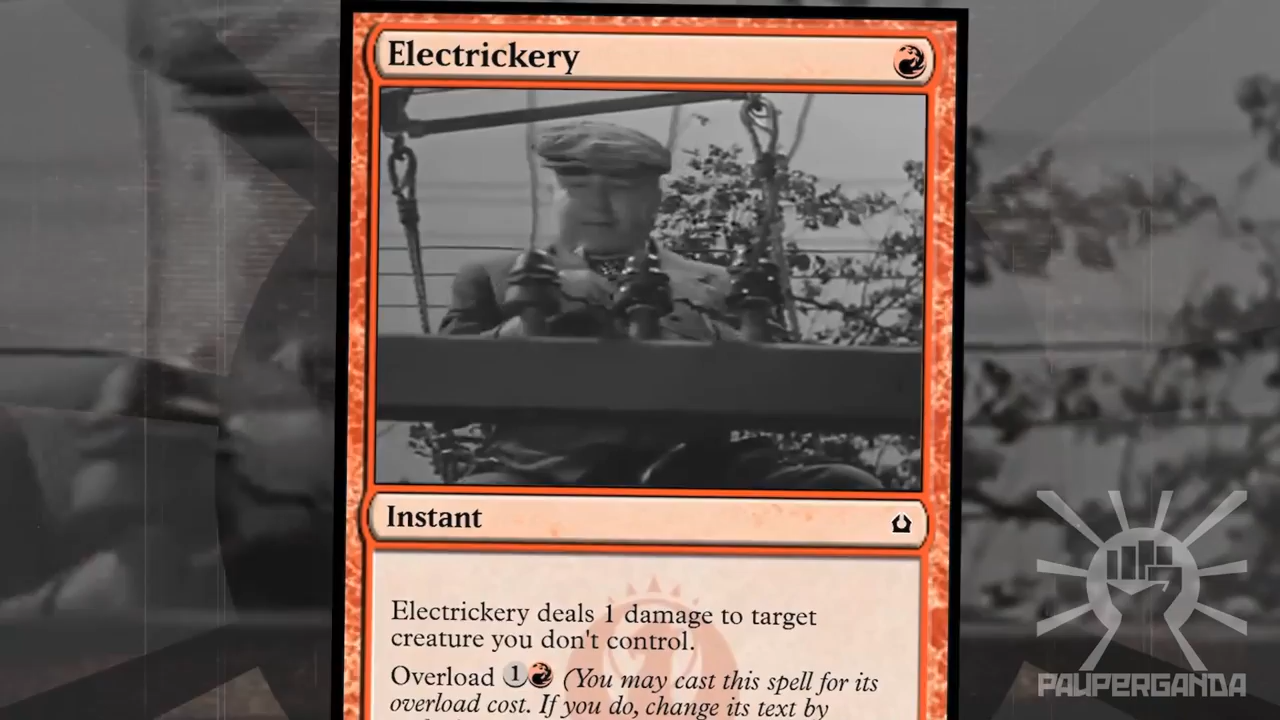 Electrickery
Instant
Electrickery deals 1 damage to target
creature you don't control.
Overload 1 (You may cast this spell for its
overload cost. If you do, change its text by
PAUPERGANDA